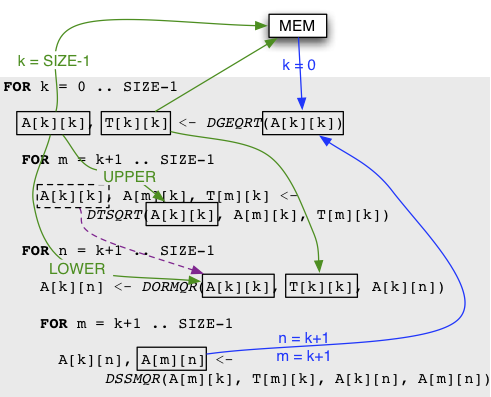 MEM
k = SIZE-1
k = 0
FOR k = 0 .. SIZE-1
A[k][k], T[k][k] <- DGEQRT(A[k][k])
FOR m = k+1 .. SIZE-1
UPPER
A[k][k], A[m][k], T[m][k] <-
DTSQRT(A[k][k], A[m][k], T[m][k])
FOR n = k+1 .. SIZE-1
LOWER
A[k][n] <- DORMQR(A[k][k], T[k][k], A[k][n])
FOR m = k+1 .. SIZE-1
n = k+1
m = k+1
A[k][n], A[m][n] <-
DSSMQR(A[m][k], T[m][k], A[k][n], A[m][n])